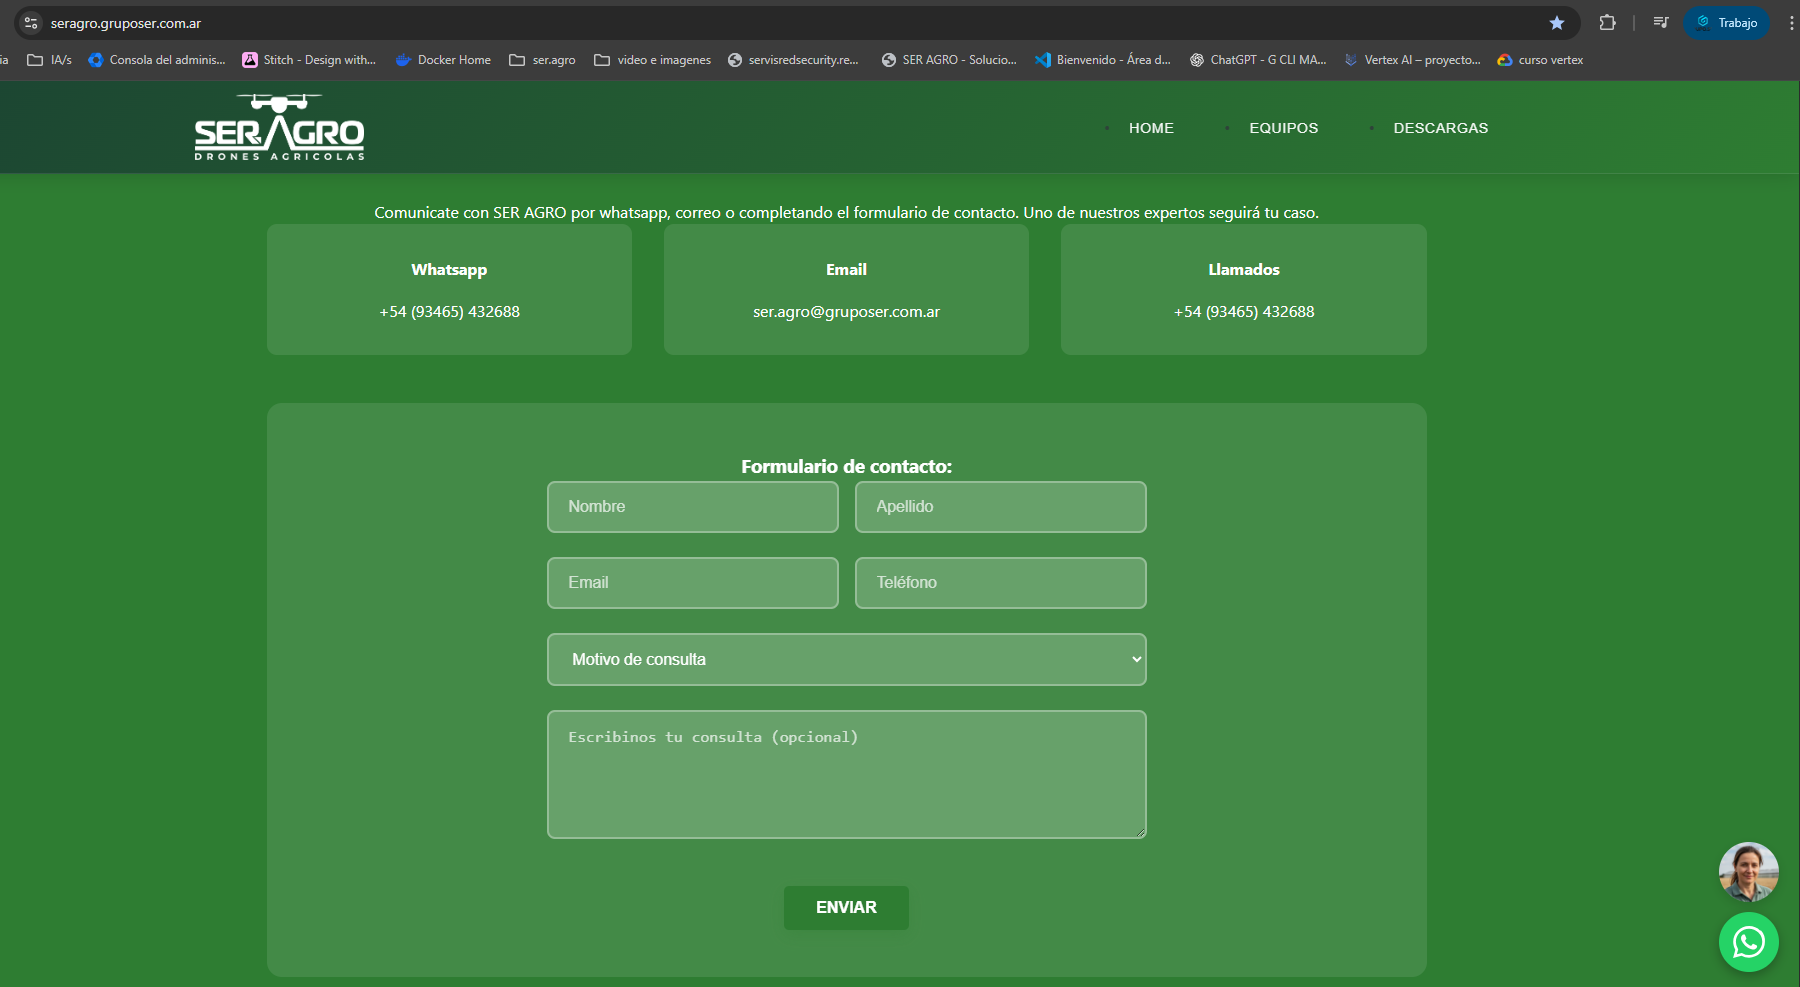 seragro.gruposer.com.ar
Trabajo
ia
IA/s
Consola del adminis...
Stitch - Design with...
Docker Home
ser.agro
video e imagenes
servisredsecurity.re...
SER AGRO - Solucio...
Bienvenido - Área d...
ChatGPT - G CLI MA...
Vertex AI – proyecto...
curso vertex
SER AGRO
DRONES AGRICOLAS
HOME
EQUIPOS
DESCARGAS
Comunicate con SER AGRO por whatsapp, correo o completando el formulario de contacto. Uno de nuestros expertos seguirá tu caso.
Whatsapp
+54 (93465) 432688
Email
ser.agro@gruposer.com.ar
Llamados
+54 (93465) 432688
Formulario de contacto:
Nombre
Apellido
Email
Teléfono
Motivo de consulta
Escribinos tu consulta (opcional)
ENVIAR